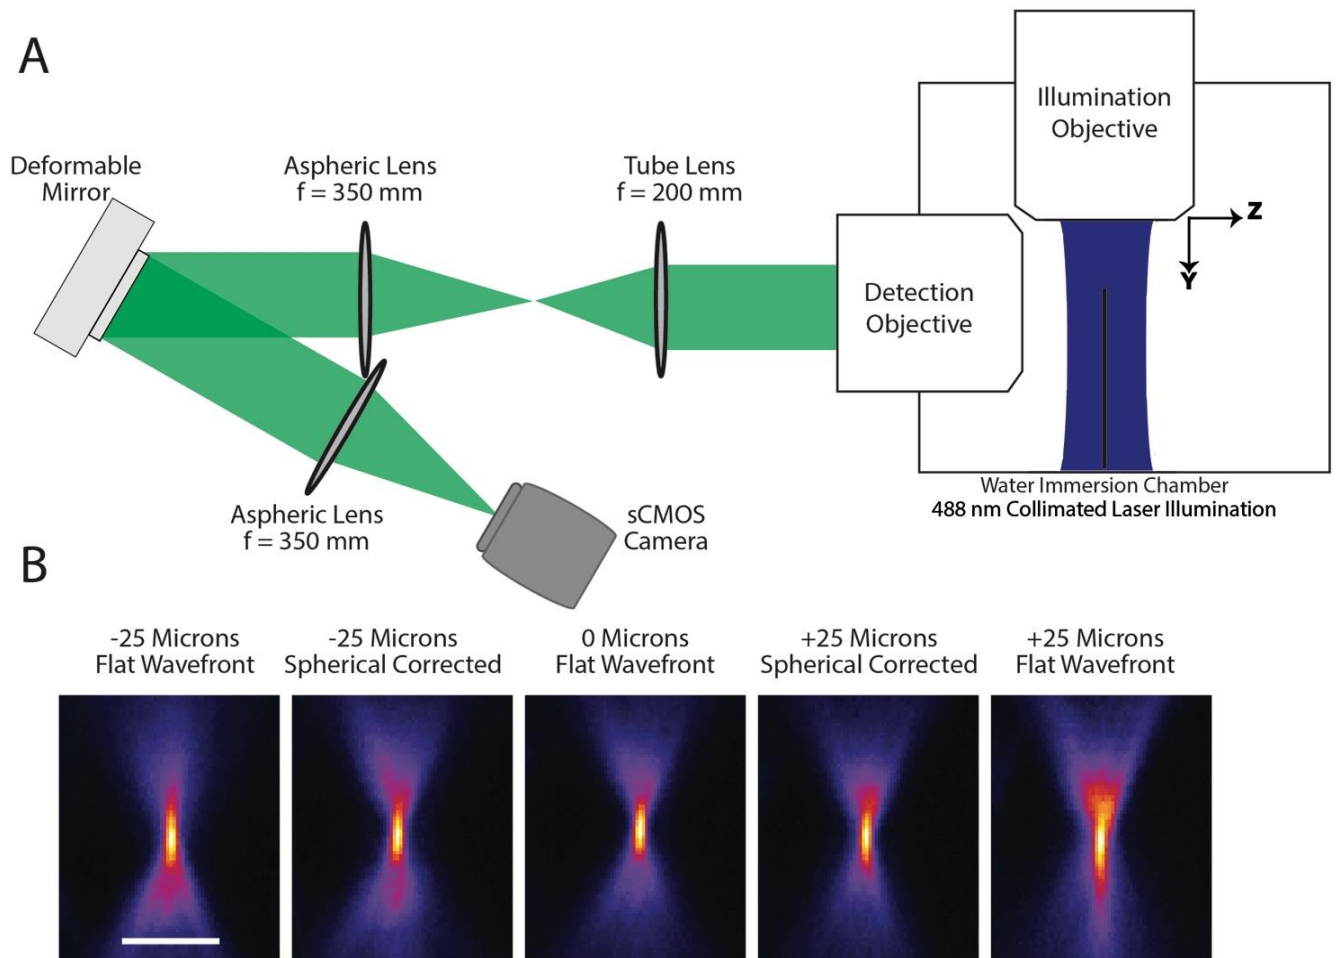 A
Deformable
Mirror
Aspheric Lens
f = 350 mm
Tube Lens
f = 200 mm
Illumination
Objective
Detection
Objective
Z
Y
Water Immersion Chamber
488 nm Collimated Laser Illumination
Aspheric Lens
f = 350 mm
sCMOS
Camera
B
-25 Microns
Flat Wavefront
-25 Microns
Spherical Corrected
0 Microns
Flat Wavefront
+25 Microns
Spherical Corrected
+25 Microns
Flat Wavefront